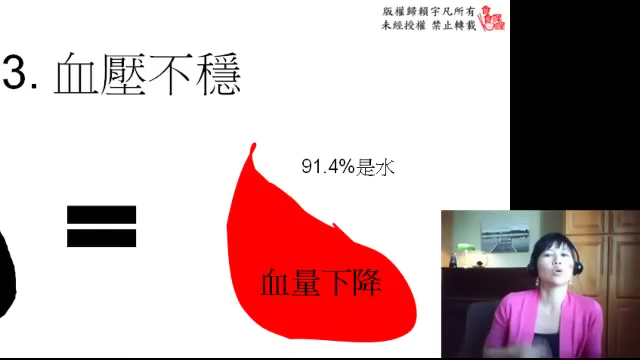 版權歸賴宇凡所有
未經授權 禁止轉載
3. 血壓不穩
91.4%是水
血量下降